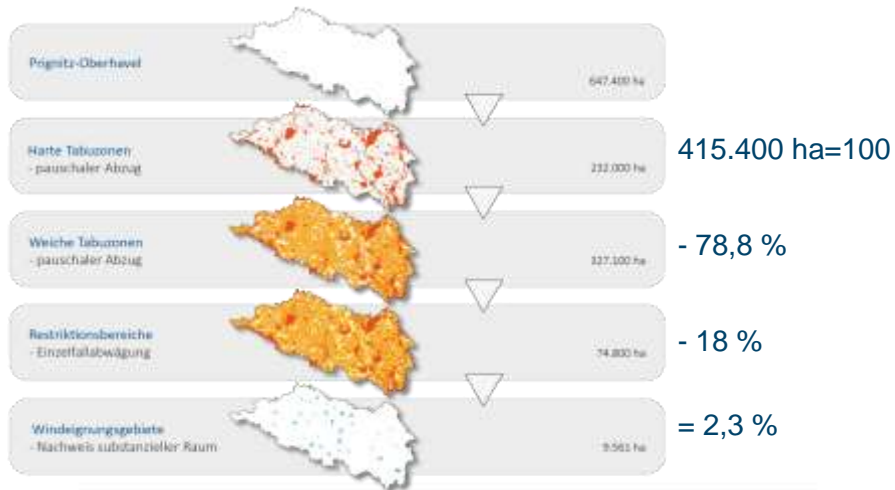 Prignitz-Oberhavel
647.400 ha
Harte Tabuzonen
- pauschaler Abzug
232.000 ha
415.400 ha=100
Weiche Tabuzonen
- pauschaler Abzug
327.100 ha
- 78,8 %
Restriktionsbereiche
- Einzelfallabwägung
74.800 ha
- 18 %
Windeignungsgebiete
- Nachweis substanzieller Raum
9.561 ha
= 2,3 %